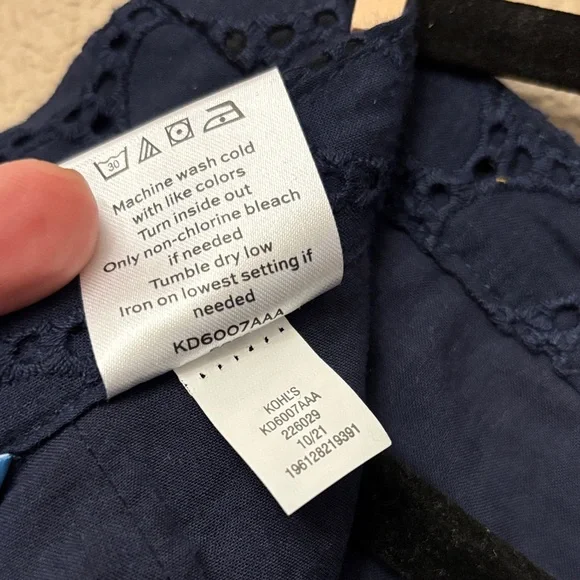 30
Machine wash cold
with like colors
Turn inside out
Only non-chlorine bleach
if needed
Tumble dry low
Iron on lowest setting if
needed
KD6007AAA
KOHL'S
KD6007AAA
226029
10/21
196128219391